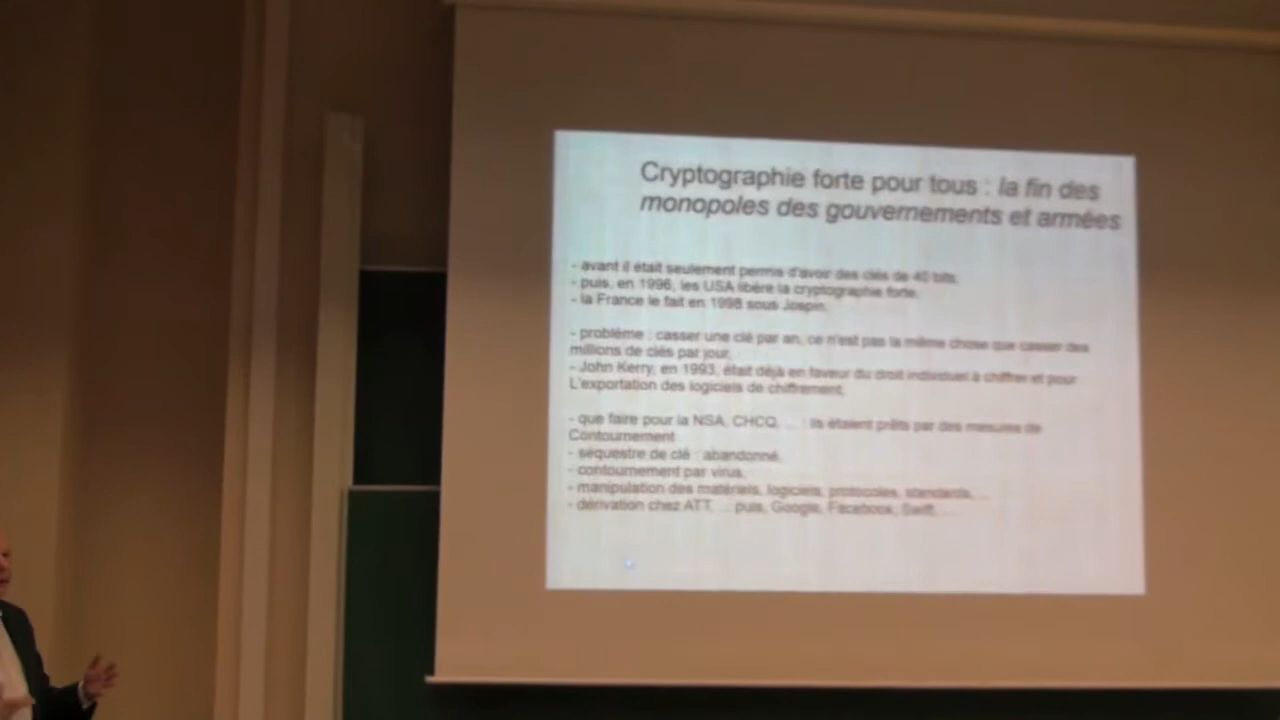 Cryptographie forte pour tous : la fin des
monopoles des gouvernements et armées
- avant il était seulement permis d'avoir des clés de 40 bits,
- puis, en 1996, les USA libère la cryptographie forte,
- la France le fait en 1998 sous Jospin,
- problème : casser une clé par an, ce n'est pas la même chose que casser des
millions de clés par jour,
- John Kerry, en 1993, était déjà en faveur du droit individuel à chiffrer et pour
L'exportation des logiciels de chiffrement,
- que faire pour la NSA, CHCQ, ... : ils étaient prêts par des mesures de
Contournement
- séquestre de clé : abandonné,
- contournement par virus,
- manipulation des matériels, logiciels, protocoles, standards, ...
- dérivation chez ATT, ... puis, Google, Facebook, Swift, ...